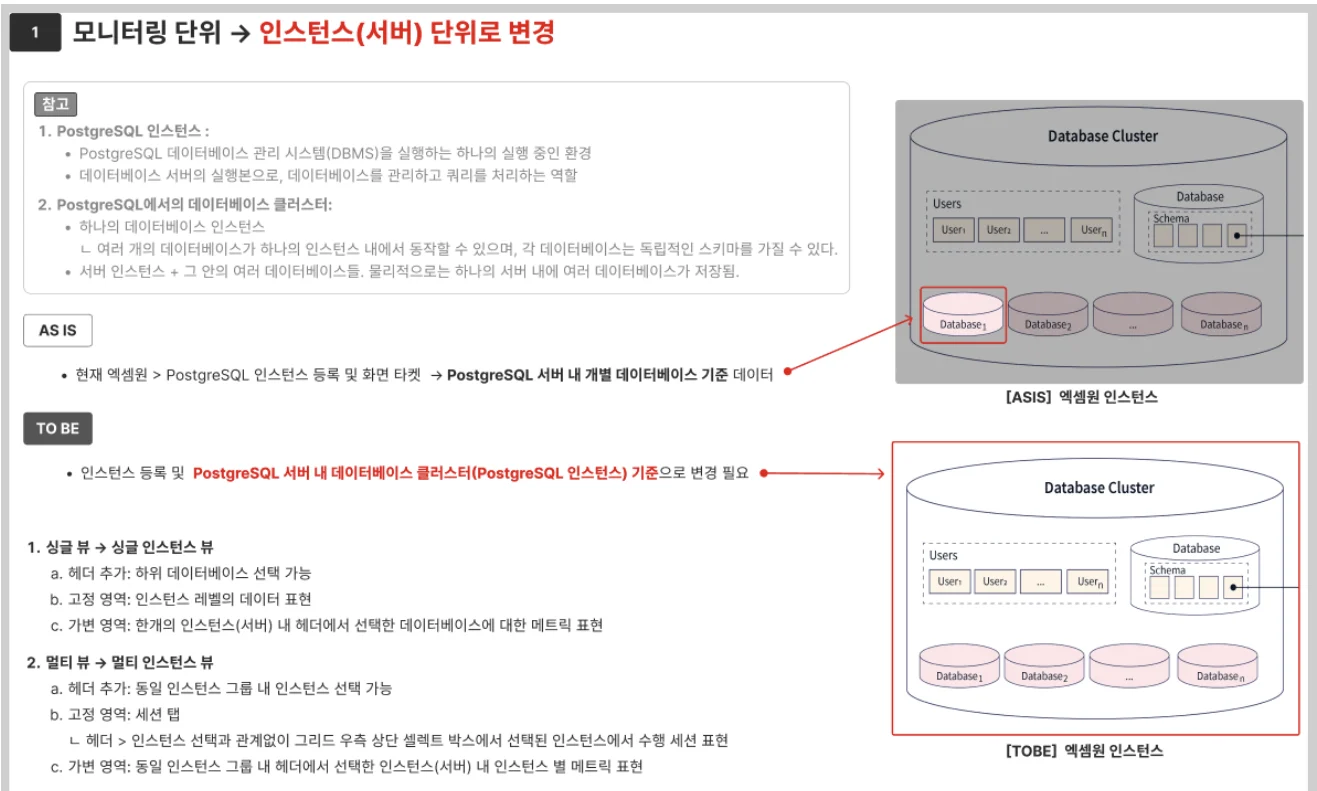 1 모니터링 단위 → 인스턴스(서버) 단위로 변경
참고
1. PostgreSQL 인스턴스 :
• PostgreSQL 데이터베이스 관리 시스템(DBMS)을 실행하는 하나의 실행 중인 환경
• 데이터베이스 서버의 실행본으로, 데이터베이스를 관리하고 쿼리를 처리하는 역할
2. PostgreSQL에서의 데이터베이스 클러스터:
• 하나의 데이터베이스 인스턴스
ㄴ 여러 개의 데이터베이스가 하나의 인스턴스 내에서 동작할 수 있으며, 각 데이터베이스는 독립적인 스키마를 가질 수 있다.
• 서버 인스턴스 + 그 안의 여러 데이터베이스들. 물리적으로는 하나의 서버 내에 여러 데이터베이스가 저장됨.
AS IS
• 현재 엑셈원 > PostgreSQL 인스턴스 등록 및 화면 타켓 → PostgreSQL 서버 내 개별 데이터베이스 기준 데이터
Database Cluster
Users
User₁ User₂ ... Userₙ
Database
Schema
Database₁ Database₂ ... Databaseₙ
[ASIS] 엑셈원 인스턴스
TO BE
• 인스턴스 등록 및 PostgreSQL 서버 내 데이터베이스 클러스터(PostgreSQL 인스턴스) 기준으로 변경 필요
Database Cluster
Users
User₁ User₂ ... Userₙ
Database
Schema
Database₁ Database₂ ... Databaseₙ
[TOBE] 엑셈원 인스턴스
1. 싱글 뷰 → 싱글 인스턴스 뷰
a. 헤더 추가: 하위 데이터베이스 선택 가능
b. 고정 영역: 인스턴스 레벨의 데이터 표현
c. 가변 영역: 한개의 인스턴스(서버) 내 헤더에서 선택한 데이터베이스에 대한 메트릭 표현
2. 멀티 뷰 → 멀티 인스턴스 뷰
a. 헤더 추가: 동일 인스턴스 그룹 내 인스턴스 선택 가능
b. 고정 영역: 세션 탭
ㄴ 헤더 > 인스턴스 선택과 관계없이 그리드 우측 상단 셀렉트 박스에서 선택된 인스턴스에서 수행 세션 표현
c. 가변 영역: 동일 인스턴스 그룹 내 헤더에서 선택한 인스턴스(서버) 내 인스턴스 별 메트릭 표현